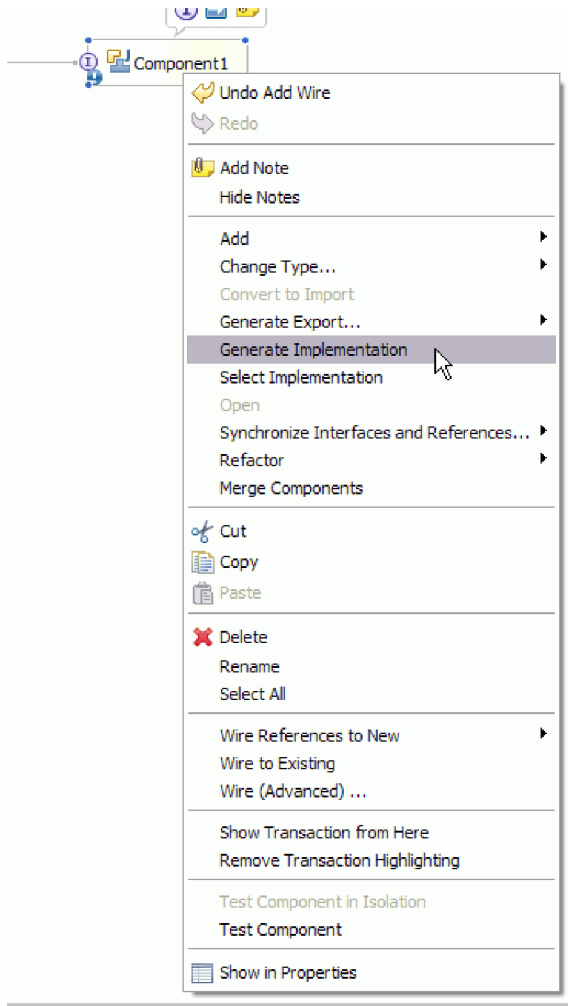 Component1
Undo Add Wire
Redo
Add Note
Hide Notes
Add
Change Type...
Convert to Import
Generate Export...
Generate Implementation
Select Implementation
Open
Synchronize Interfaces and References...
Refactor
Merge Components
Cut
Copy
Paste
Delete
Rename
Select All
Wire References to New
Wire to Existing
Wire (Advanced) ...
Show Transaction from Here
Remove Transaction Highlighting
Test Component in Isolation
Test Component
Show in Properties